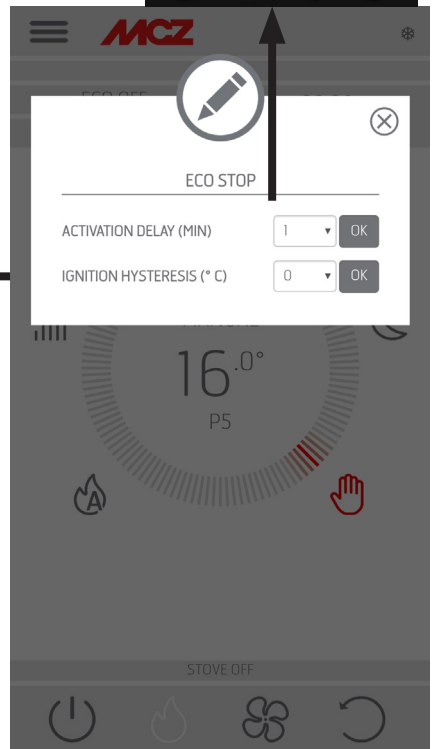 MCZ
ECO STOP
ACTIVATION DELAY (MIN) 1 OK
IGNITION HYSTERESIS (° C) 0 OK
16.0°
P5
A
STOVE OFF